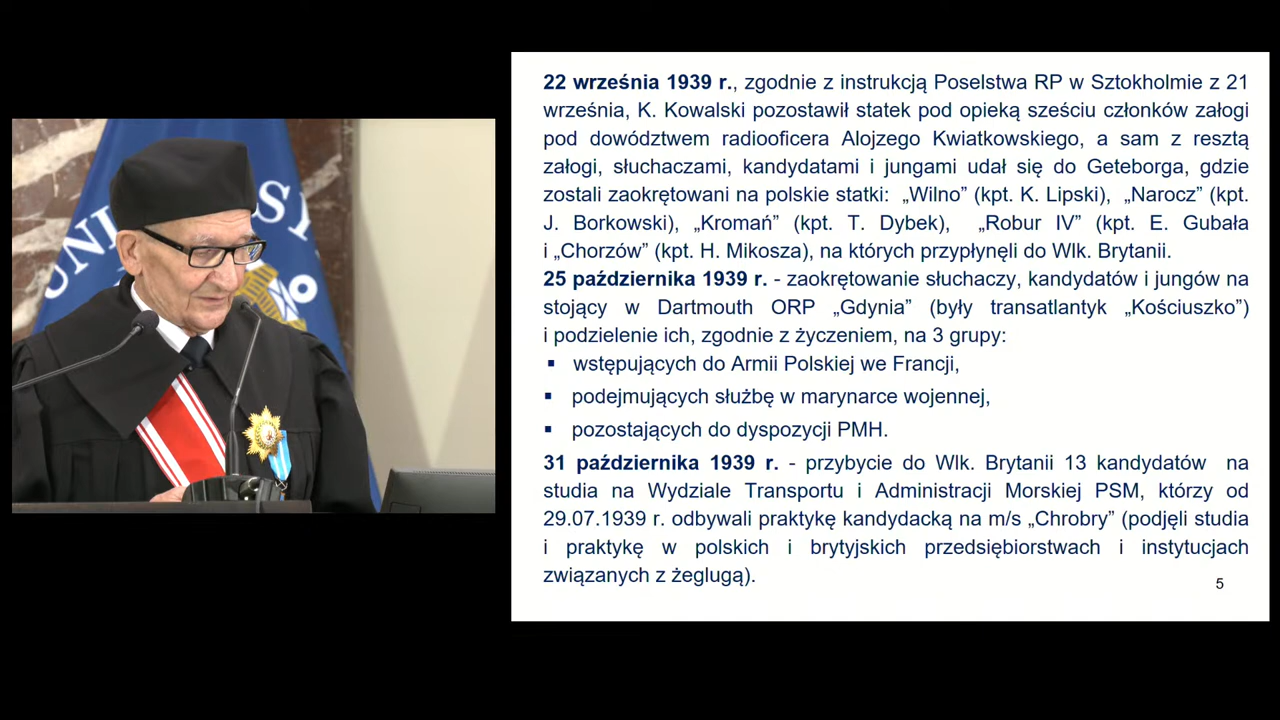 UNI
SY
22 września 1939 r., zgodnie z instrukcją Poselstwa RP w Sztokholmie z 21
września, K. Kowalski pozostawił statek pod opieką sześciu członków załogi
pod dowództwem radiooficera Alojzego Kwiatkowskiego, a sam z resztą
załogi, słuchaczami, kandydatami i jungami udał się do Geteborga, gdzie
zostali zaokrętowani na polskie statki: „Wilno” (kpt. K. Lipski), „Narocz” (kpt.
J. Borkowski), „Kromań” (kpt. T. Dybek), „Robur IV” (kpt. E. Gubała
i „Chorzów” (kpt. H. Mikosza), na których przypłynęli do Wlk. Brytanii.
25 października 1939 r. - zaokrętowanie słuchaczy, kandydatów i jungów na
stojący w Dartmouth ORP „Gdynia” (były transatlantyk „Kościuszko”)
i podzielenie ich, zgodnie z życzeniem, na 3 grupy:
▪ wstępujących do Armii Polskiej we Francji,
▪ podejmujących służbę w marynarce wojennej,
▪ pozostających do dyspozycji PMH.
31 października 1939 r. - przybycie do Wlk. Brytanii 13 kandydatów na
studia na Wydziale Transportu i Administracji Morskiej PSM, którzy od
29.07.1939 r. odbywali praktykę kandydacką na m/s „Chrobry” (podjęli studia
i praktykę w polskich i brytyjskich przedsiębiorstwach i instytucjach
związanych z żeglugą).
5